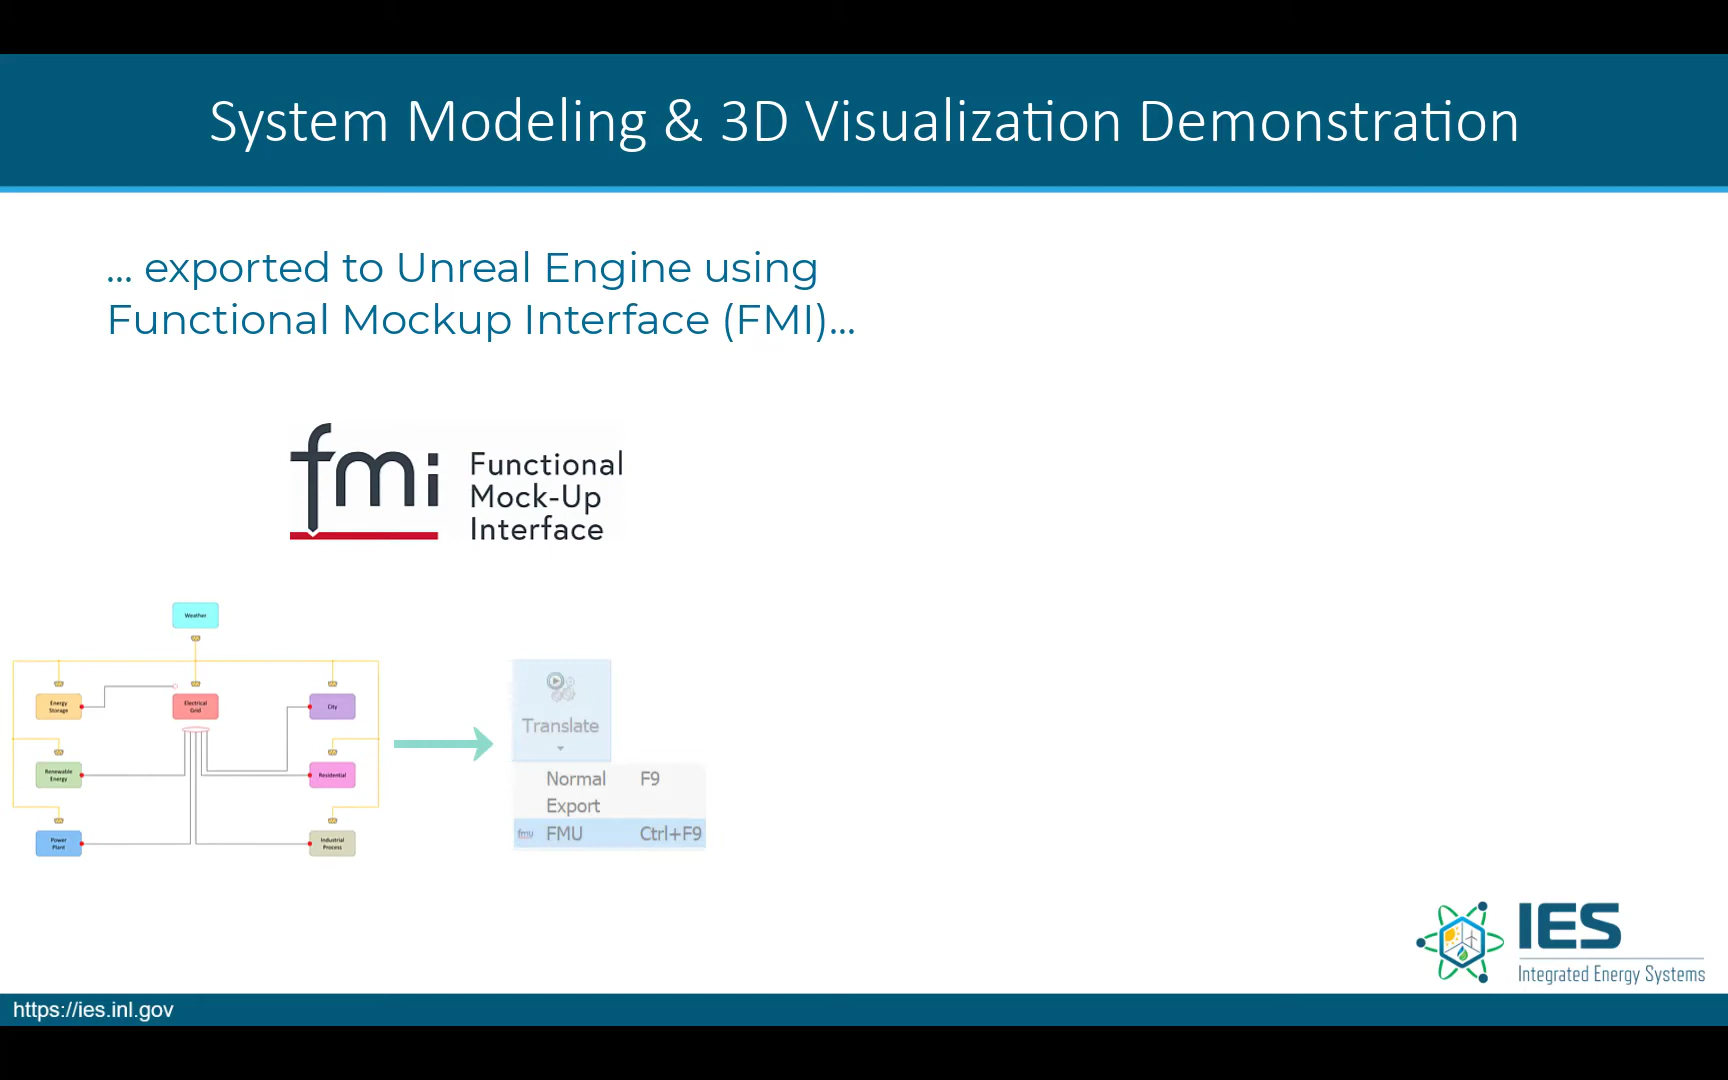 System Modeling & 3D Visualization Demonstration
... exported to Unreal Engine using
Functional Mockup Interface (FMI)...
fmi
Functional
Mock-Up
Interface
Weather
Energy
Storage
Electrical
Grid
City
Renewable
Energy
Residential
Power
Plant
Industrial
Process
Translate
Normal F9
Export
fmu FMU Ctrl+F9
IES
Integrated Energy Systems
https://ies.inl.gov